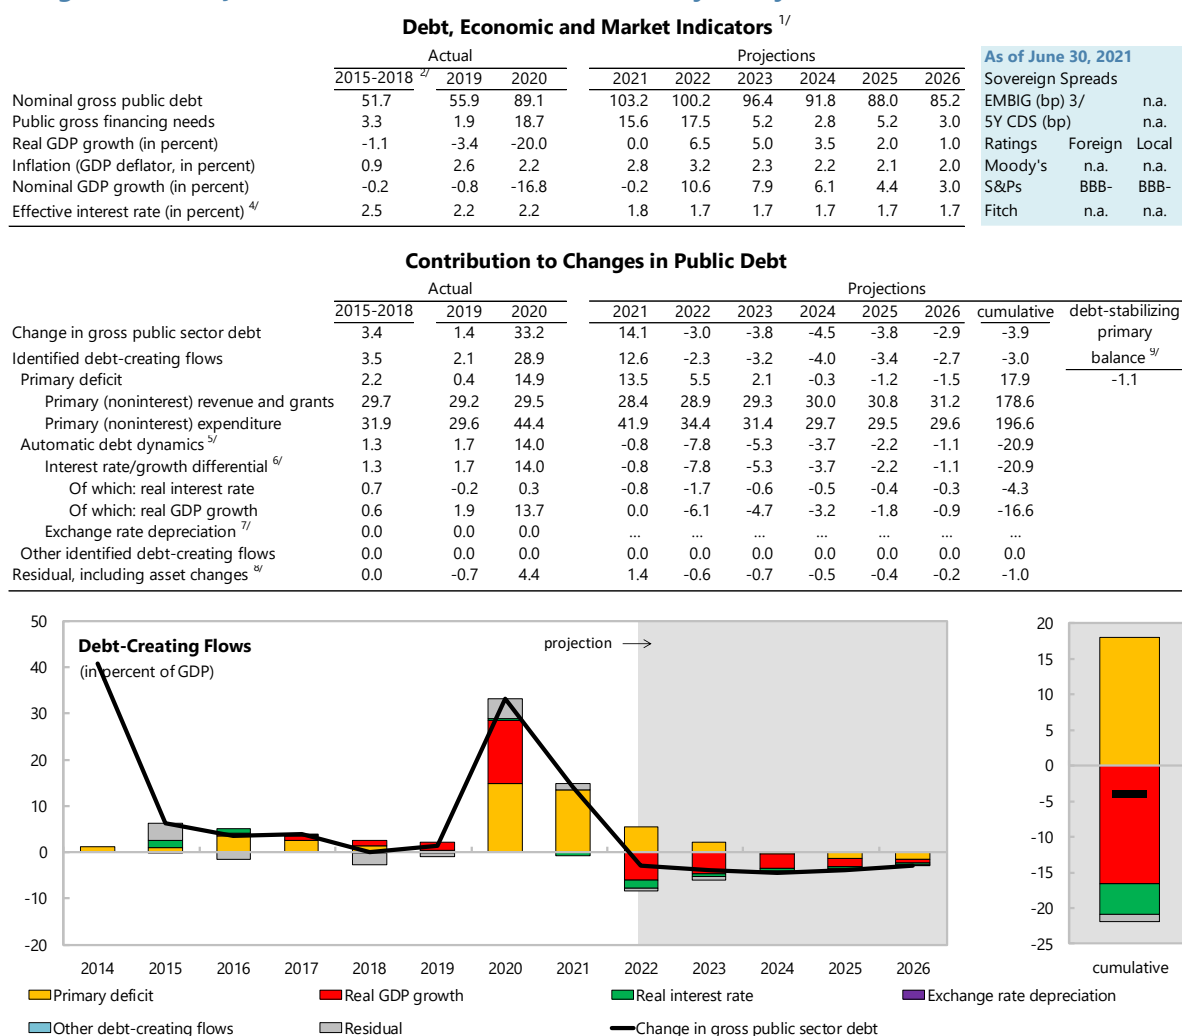 Debt, Economic and Market Indicators 1/
Actual Projections As of June 30, 2021
2015-2018 2/ 2019 2020 2021 2022 2023 2024 2025 2026 Sovereign Spreads
Nominal gross public debt 51.7 55.9 89.1 103.2 100.2 96.4 91.8 88.0 85.2 EMBIG (bp) 3/ n.a.
Public gross financing needs 3.3 1.9 18.7 15.6 17.5 5.2 2.8 5.2 3.0 5Y CDS (bp) n.a.
Real GDP growth (in percent) -1.1 -3.4 -20.0 0.0 6.5 5.0 3.5 2.0 1.0 Ratings Foreign Local
Inflation (GDP deflator, in percent) 0.9 2.6 2.2 2.8 3.2 2.3 2.2 2.1 2.0 Moody's n.a. n.a.
Nominal GDP growth (in percent) -0.2 -0.8 -16.8 -0.2 10.6 7.9 6.1 4.4 3.0 S&Ps BBB- BBB-
Effective interest rate (in percent) 4/ 2.5 2.2 2.2 1.8 1.7 1.7 1.7 1.7 1.7 Fitch n.a. n.a.
Contribution to Changes in Public Debt
Actual Projections
2015-2018 2019 2020 2021 2022 2023 2024 2025 2026 cumulative debt-stabilizing
Change in gross public sector debt 3.4 1.4 33.2 14.1 -3.0 -3.8 -4.5 -3.8 -2.9 -3.9 primary
Identified debt-creating flows 3.5 2.1 28.9 12.6 -2.3 -3.2 -4.0 -3.4 -2.7 -3.0 balance 9/
Primary deficit 2.2 0.4 14.9 13.5 5.5 2.1 -0.3 -1.2 -1.5 17.9 -1.1
Primary (noninterest) revenue and grants 29.7 29.2 29.5 28.4 28.9 29.3 30.0 30.8 31.2 178.6
Primary (noninterest) expenditure 31.9 29.6 44.4 41.9 34.4 31.4 29.7 29.5 29.6 196.6
Automatic debt dynamics 5/ 1.3 1.7 14.0 -0.8 -7.8 -5.3 -3.7 -2.2 -1.1 -20.9
Interest rate/growth differential 6/ 1.3 1.7 14.0 -0.8 -7.8 -5.3 -3.7 -2.2 -1.1 -20.9
Of which: real interest rate 0.7 -0.2 0.3 -0.8 -1.7 -0.6 -0.5 -0.4 -0.3 -4.3
Of which: real GDP growth 0.6 1.9 13.7 0.0 -6.1 -4.7 -3.2 -1.8 -0.9 -16.6
Exchange rate depreciation 7/ 0.0 0.0 0.0 ... ... ... ... ... ... ...
Other identified debt-creating flows 0.0 0.0 0.0 0.0 0.0 0.0 0.0 0.0 0.0 0.0
Residual, including asset changes 8/ 0.0 -0.7 4.4 1.4 -0.6 -0.7 -0.5 -0.4 -0.2 -1.0
Debt-Creating Flows
(in percent of GDP)
projection
50
40
30
20
10
0
-10
-20
2014 2015 2016 2017 2018 2019 2020 2021 2022 2023 2024 2025 2026
20
15
10
5
0
-5
-10
-15
-20
-25
cumulative
Primary deficit Real GDP growth Real interest rate Exchange rate depreciation
Other debt-creating flows Residual Change in gross public sector debt